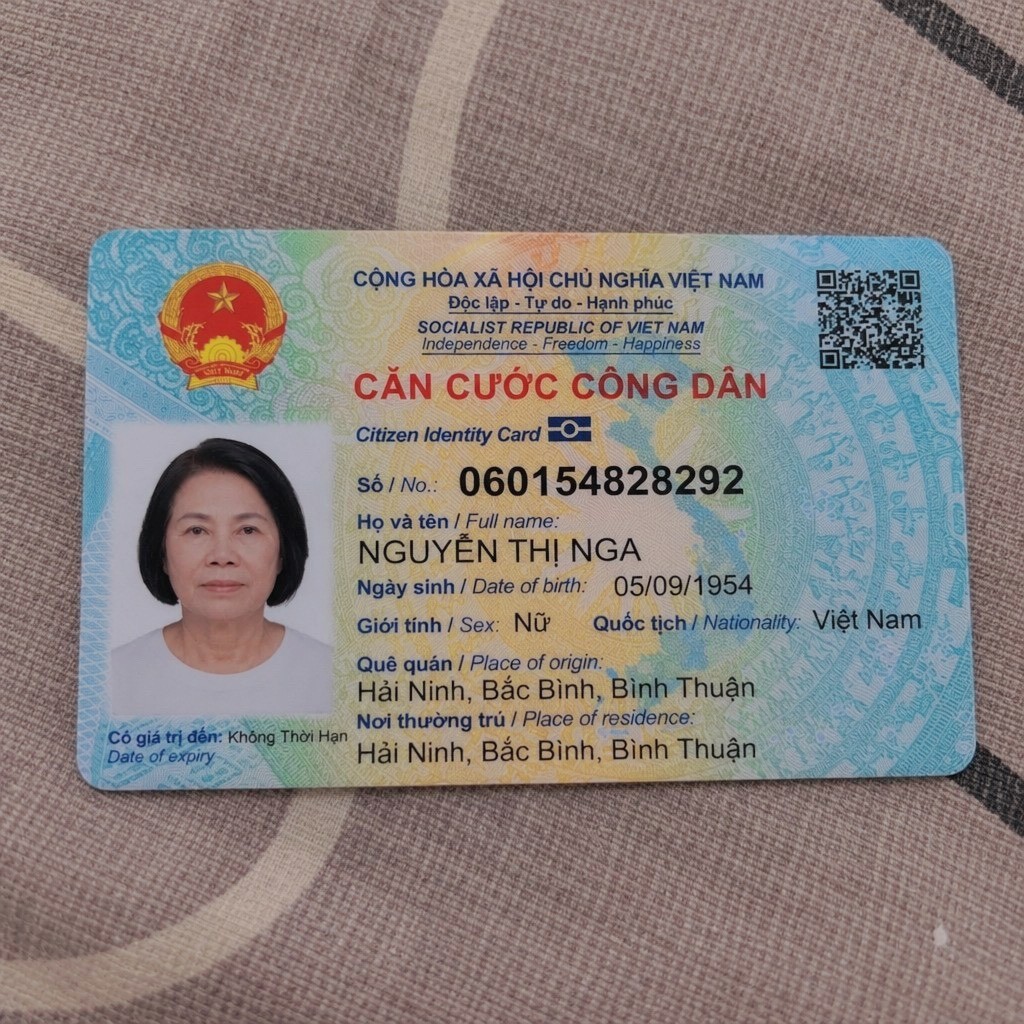 CỘNG HÒA XÃ HỘI CHỦ NGHĨA VIỆT NAM
Độc lập - Tự do - Hạnh phúc
SOCIALIST REPUBLIC OF VIET NAM
Independence - Freedom - Happiness
CĂN CƯỚC CÔNG DÂN
Citizen Identity Card
Số / No.: 060154828292
Họ và tên / Full name:
NGUYỄN THỊ NGA
Ngày sinh / Date of birth: 05/09/1954
Giới tính / Sex: Nữ Quốc tịch / Nationality: Việt Nam
Quê quán / Place of origin:
Hải Ninh, Bắc Bình, Bình Thuận
Nơi thường trú / Place of residence:
Hải Ninh, Bắc Bình, Bình Thuận
Có giá trị đến: Không Thời Hạn
Date of expiry